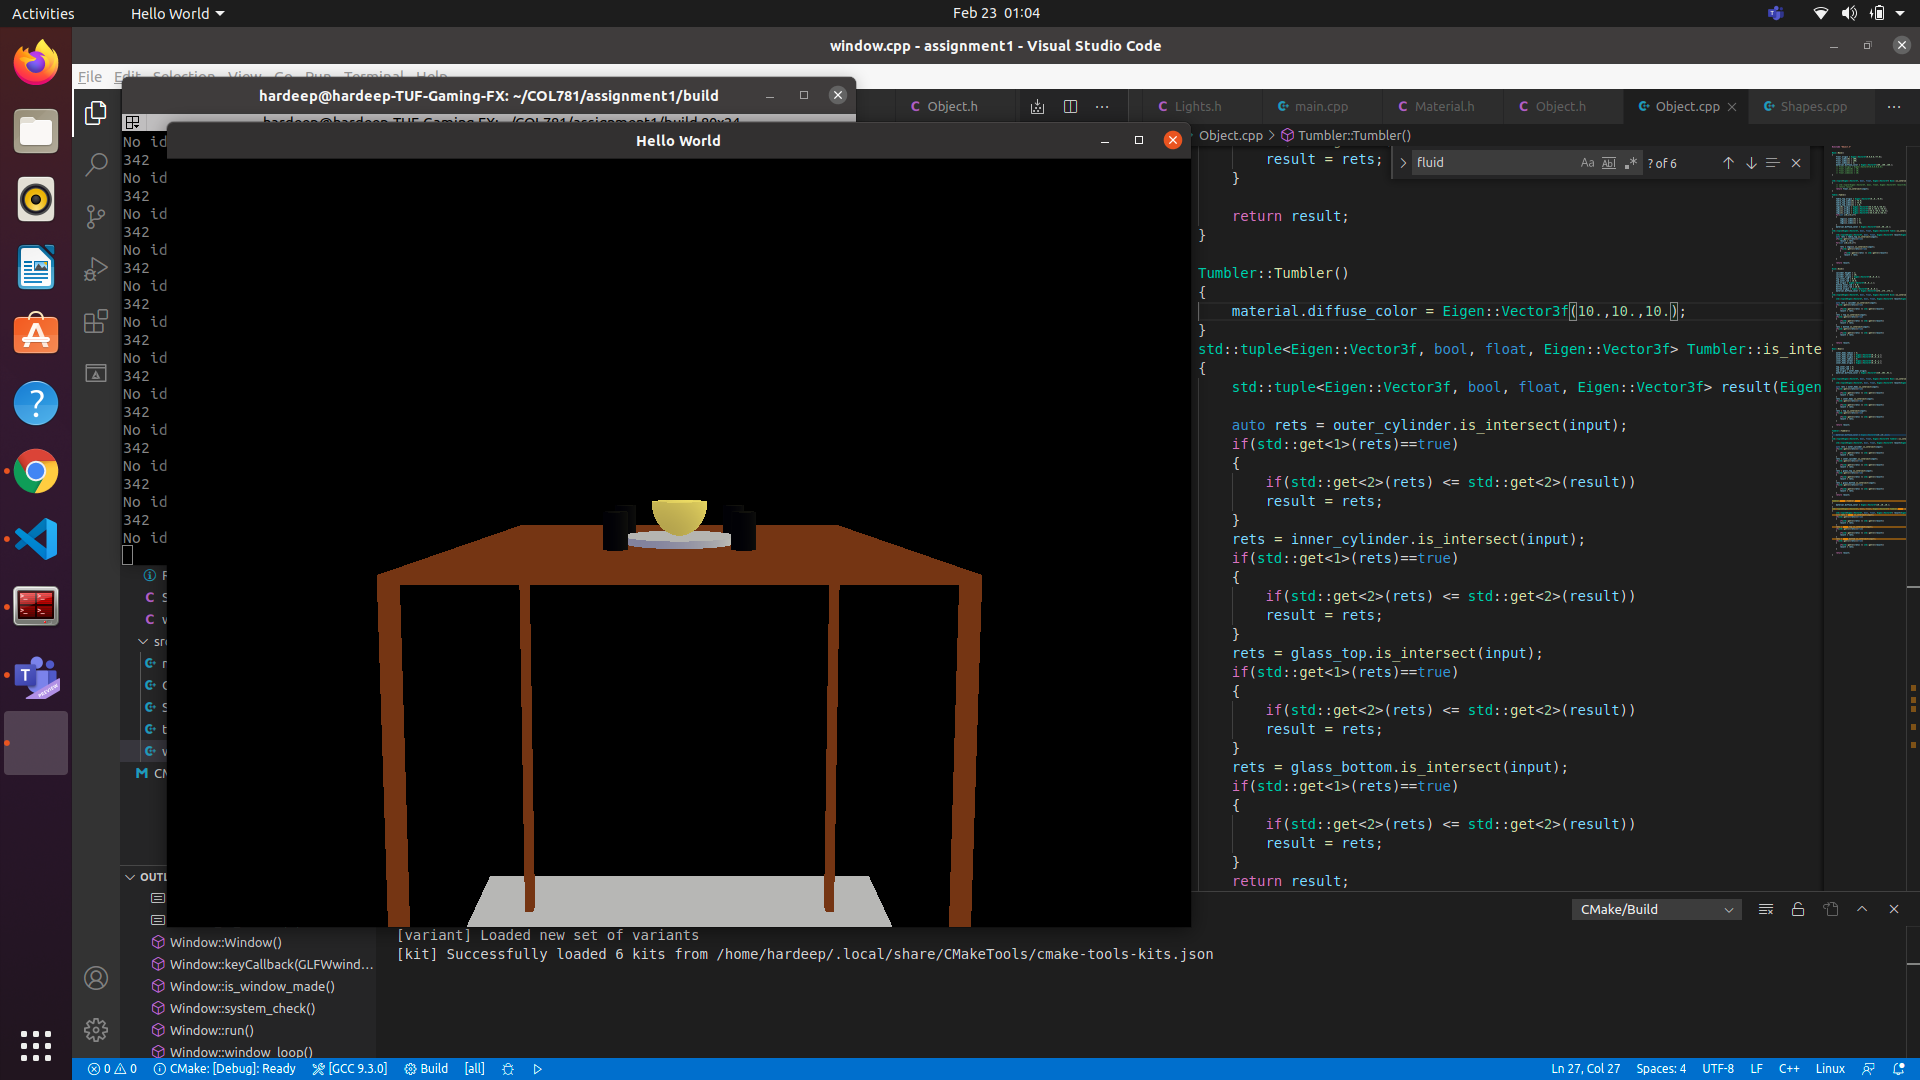 Activities
Hello World
Feb 23 01:04
window.cpp - assignment1 - Visual Studio Code
File Edit Selection View Go Run Terminal Help
hardeep@hardeep-TUF-Gaming-FX: ~/COL781/assignment1/build
hardeep@hardeep-TUF-Gaming-FX: ~/COL781/assignment1/build 80x24
Hello World
No id
342
No id
342
No id
342
No id
342
No id
342
No id
342
No id
342
No id
342
No id
342
No id
342
No id
342
No id
OUTL
Window::Window()
Window::keyCallback(GLFWwind...
Window::is_window_made()
Window::system_check()
Window::run()
Window::window_loop()
Object.h
Lights.h
main.cpp
Material.h
Object.h
Object.cpp
Shapes.cpp
Object.cpp > Tumbler::Tumbler()
fluid
Aa
Ab
? of 6
result = rets;
}
return result;
}
Tumbler::Tumbler()
{
material.diffuse_color = Eigen::Vector3f(10.,10.,10.);
}
std::tuple<Eigen::Vector3f, bool, float, Eigen::Vector3f> Tumbler::is_inte
{
std::tuple<Eigen::Vector3f, bool, float, Eigen::Vector3f> result(Eigen
auto rets = outer_cylinder.is_intersect(input);
if(std::get<1>(rets)==true)
{
if(std::get<2>(rets) <= std::get<2>(result))
result = rets;
}
rets = inner_cylinder.is_intersect(input);
if(std::get<1>(rets)==true)
{
if(std::get<2>(rets) <= std::get<2>(result))
result = rets;
}
rets = glass_top.is_intersect(input);
if(std::get<1>(rets)==true)
{
if(std::get<2>(rets) <= std::get<2>(result))
result = rets;
}
rets = glass_bottom.is_intersect(input);
if(std::get<1>(rets)==true)
{
if(std::get<2>(rets) <= std::get<2>(result))
result = rets;
}
return result;
CMake/Build
[variant] Loaded new set of variants
[kit] Successfully loaded 6 kits from /home/hardeep/.local/share/CMakeTools/cmake-tools-kits.json
0 0 CMake: [Debug]: Ready [GCC 9.3.0] Build [all]
Ln 27, Col 27 Spaces: 4 UTF-8 LF C++ Linux